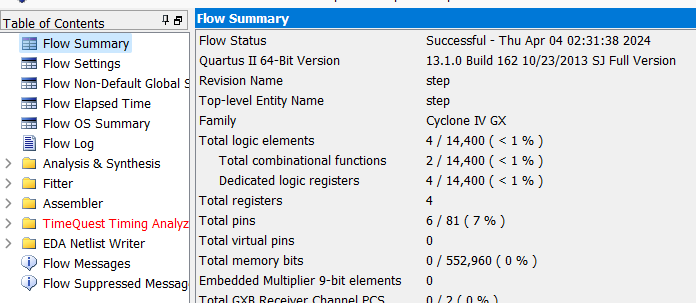 Table of Contents
Flow Summary
Flow Settings
Flow Non-Default Global S
Flow Elapsed Time
Flow OS Summary
Flow Log
Analysis & Synthesis
Fitter
Assembler
TimeQuest Timing Analyz
EDA Netlist Writer
Flow Messages
Flow Suppressed Message
Flow Summary
Flow Status Successful - Thu Apr 04 02:31:38 2024
Quartus II 64-Bit Version 13.1.0 Build 162 10/23/2013 SJ Full Version
Revision Name step
Top-level Entity Name step
Family Cyclone IV GX
Total logic elements 4 / 14,400 ( < 1 % )
Total combinational functions 2 / 14,400 ( < 1 % )
Dedicated logic registers 4 / 14,400 ( < 1 % )
Total registers 4
Total pins 6 / 81 ( 7 % )
Total virtual pins 0
Total memory bits 0 / 552,960 ( 0 % )
Embedded Multiplier 9-bit elements 0
Total GXB Receiver Channel PCS 0 / 2 ( 0 % )